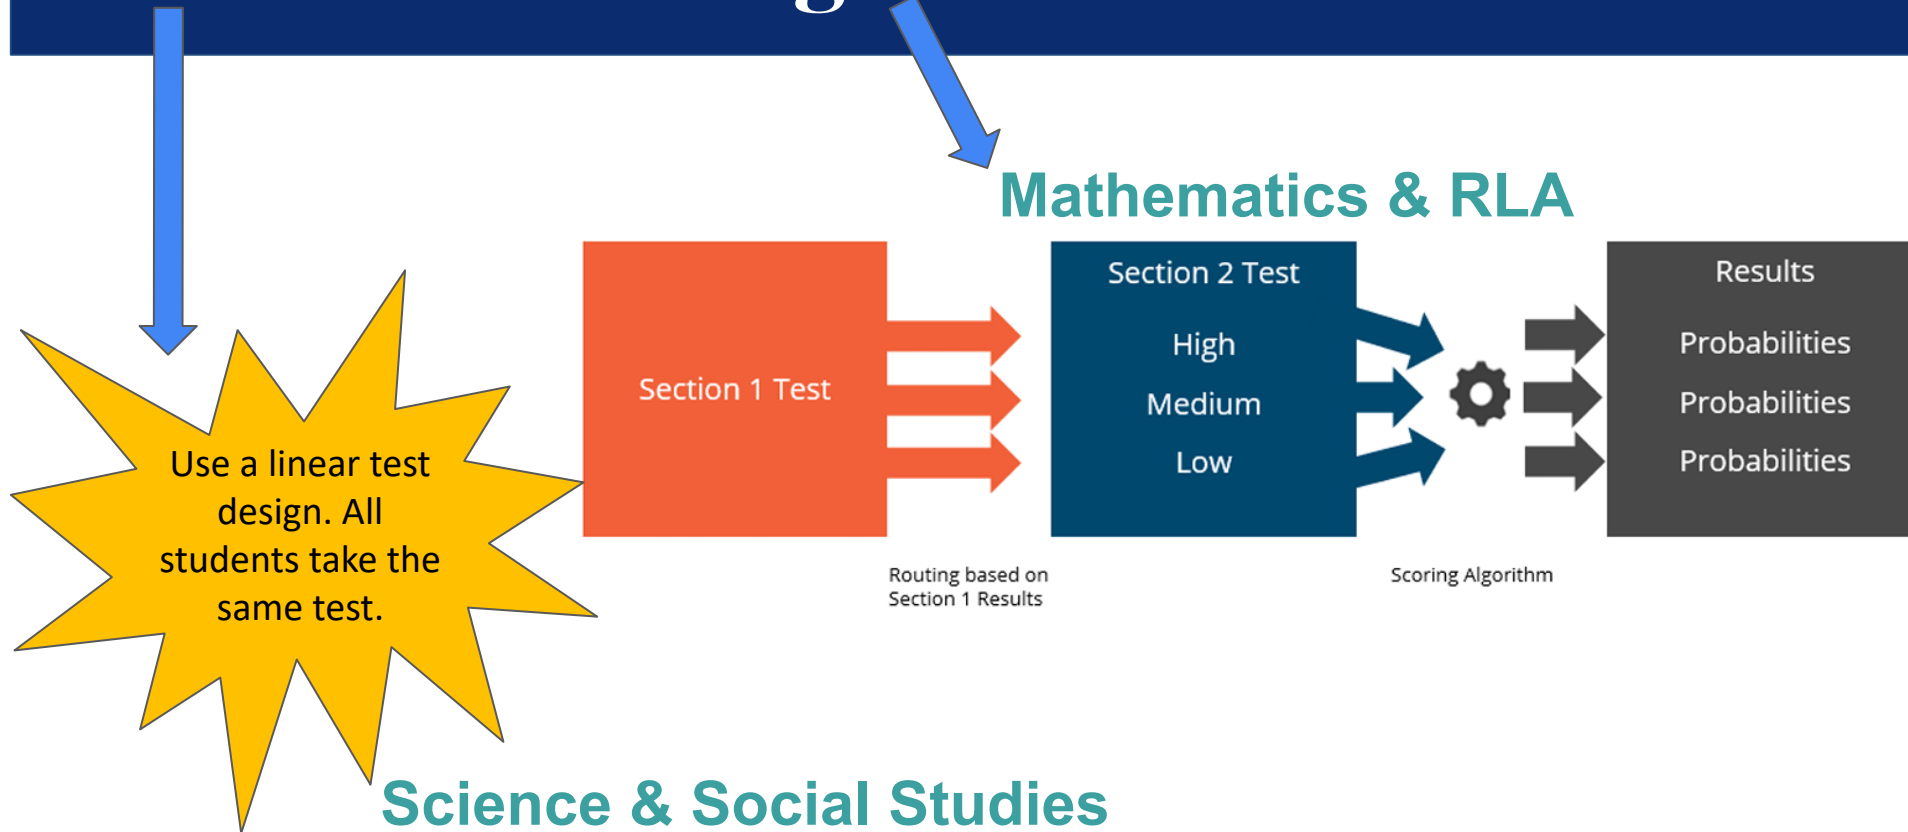 Mathematics & RLA
Section 1 Test
Section 2 Test
High
Medium
Low
Results
Probabilities
Probabilities
Probabilities
Routing based on
Section 1 Results
Scoring Algorithm
Use a linear test
design. All
students take the
same test.
Science & Social Studies